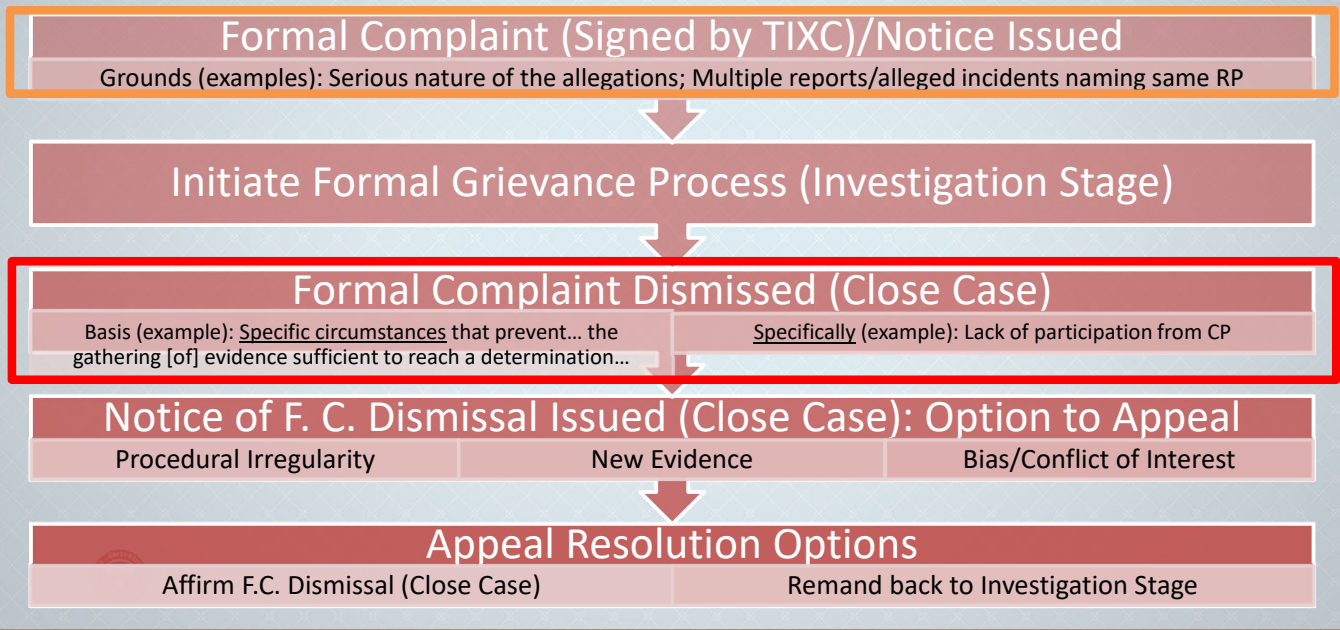 Formal Complaint (Signed by TIXC)/Notice Issued
Grounds (examples): Serious nature of the allegations; Multiple reports/alleged incidents naming same RP
Initiate Formal Grievance Process (Investigation Stage)
Formal Complaint Dismissed (Close Case)
Basis (example): Specific circumstances that prevent… the
gathering [of] evidence sufficient to reach a determination…
Specifically (example): Lack of participation from CP
Notice of F. C. Dismissal Issued (Close Case): Option to Appeal
Procedural Irregularity
New Evidence
Bias/Conflict of Interest
Appeal Resolution Options
Affirm F.C. Dismissal (Close Case)
Remand back to Investigation Stage